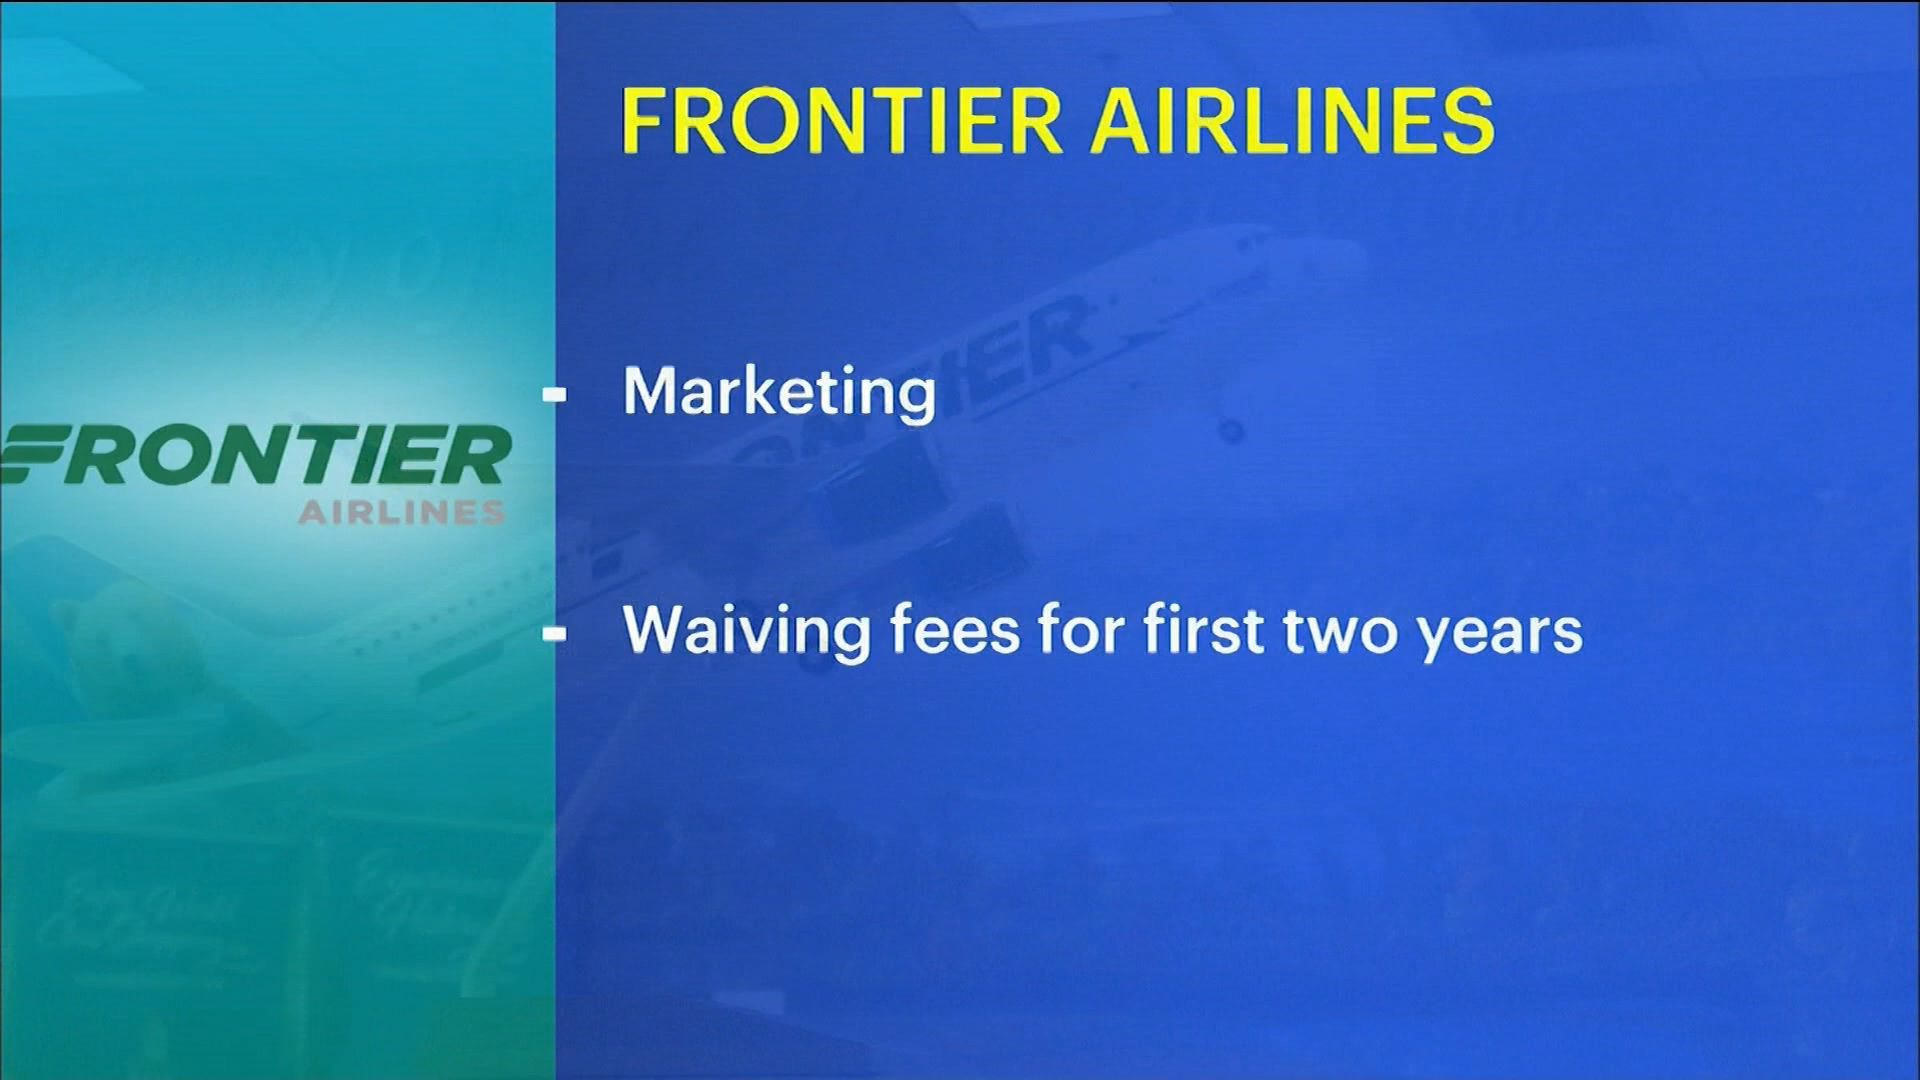 FRONTIER AIRLINES
FRONTIER
AIRLINES
- Marketing
- Waiving fees for first two years